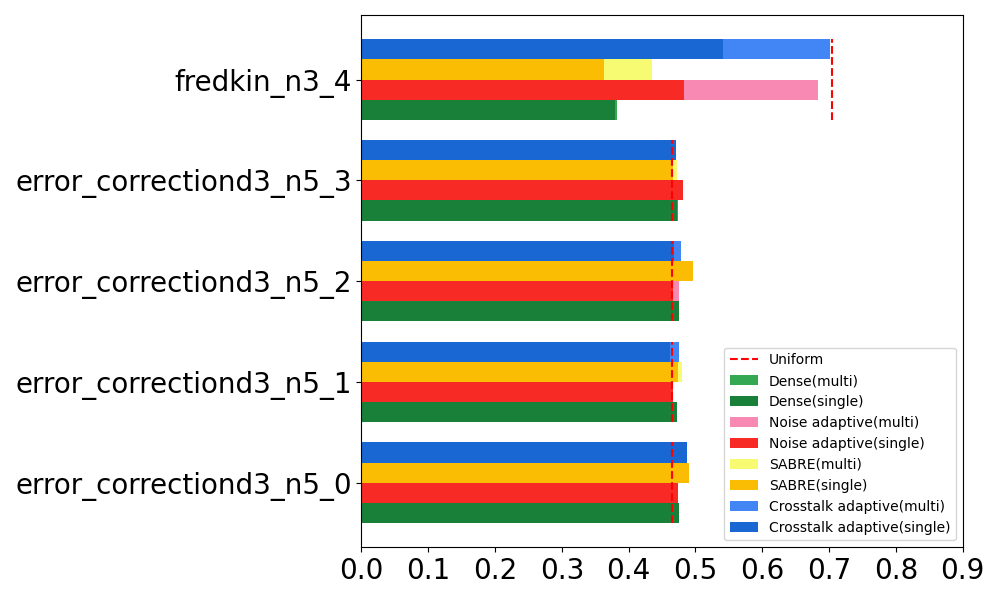 fredkin_n3_4
error_correctiond3_n5_3
error_correctiond3_n5_2
error_correctiond3_n5_1
error_correctiond3_n5_0
Uniform
Dense(multi)
Dense(single)
Noise adaptive(multi)
Noise adaptive(single)
SABRE(multi)
SABRE(single)
Crosstalk adaptive(multi)
Crosstalk adaptive(single)
0.0 0.1 0.2 0.3 0.4 0.5 0.6 0.7 0.8 0.9